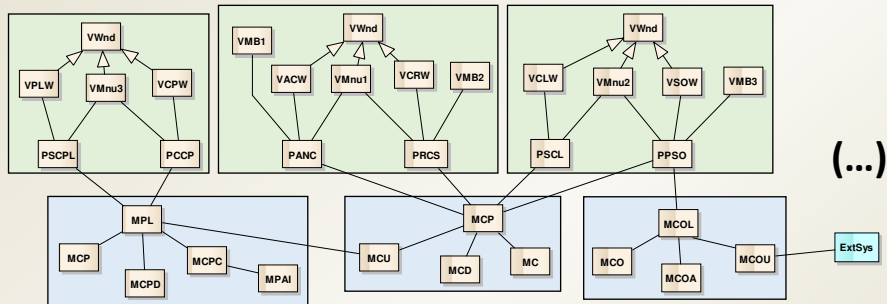 VWnd
VPLW
VMnu3
VCPW
PSCPL
PCCP
VMB1
VWnd
VACW
VMnu1
VCRW
VMB2
PANC
PRCS
VWnd
VCLW
VMnu2
VSOW
VMB3
PSCL
PPSO
(...)
MPL
MCP
MCPD
MCPC
MPAI
MCP
MCU
MCD
MC
MCOL
MCO
MCOA
MCOU
ExtSys